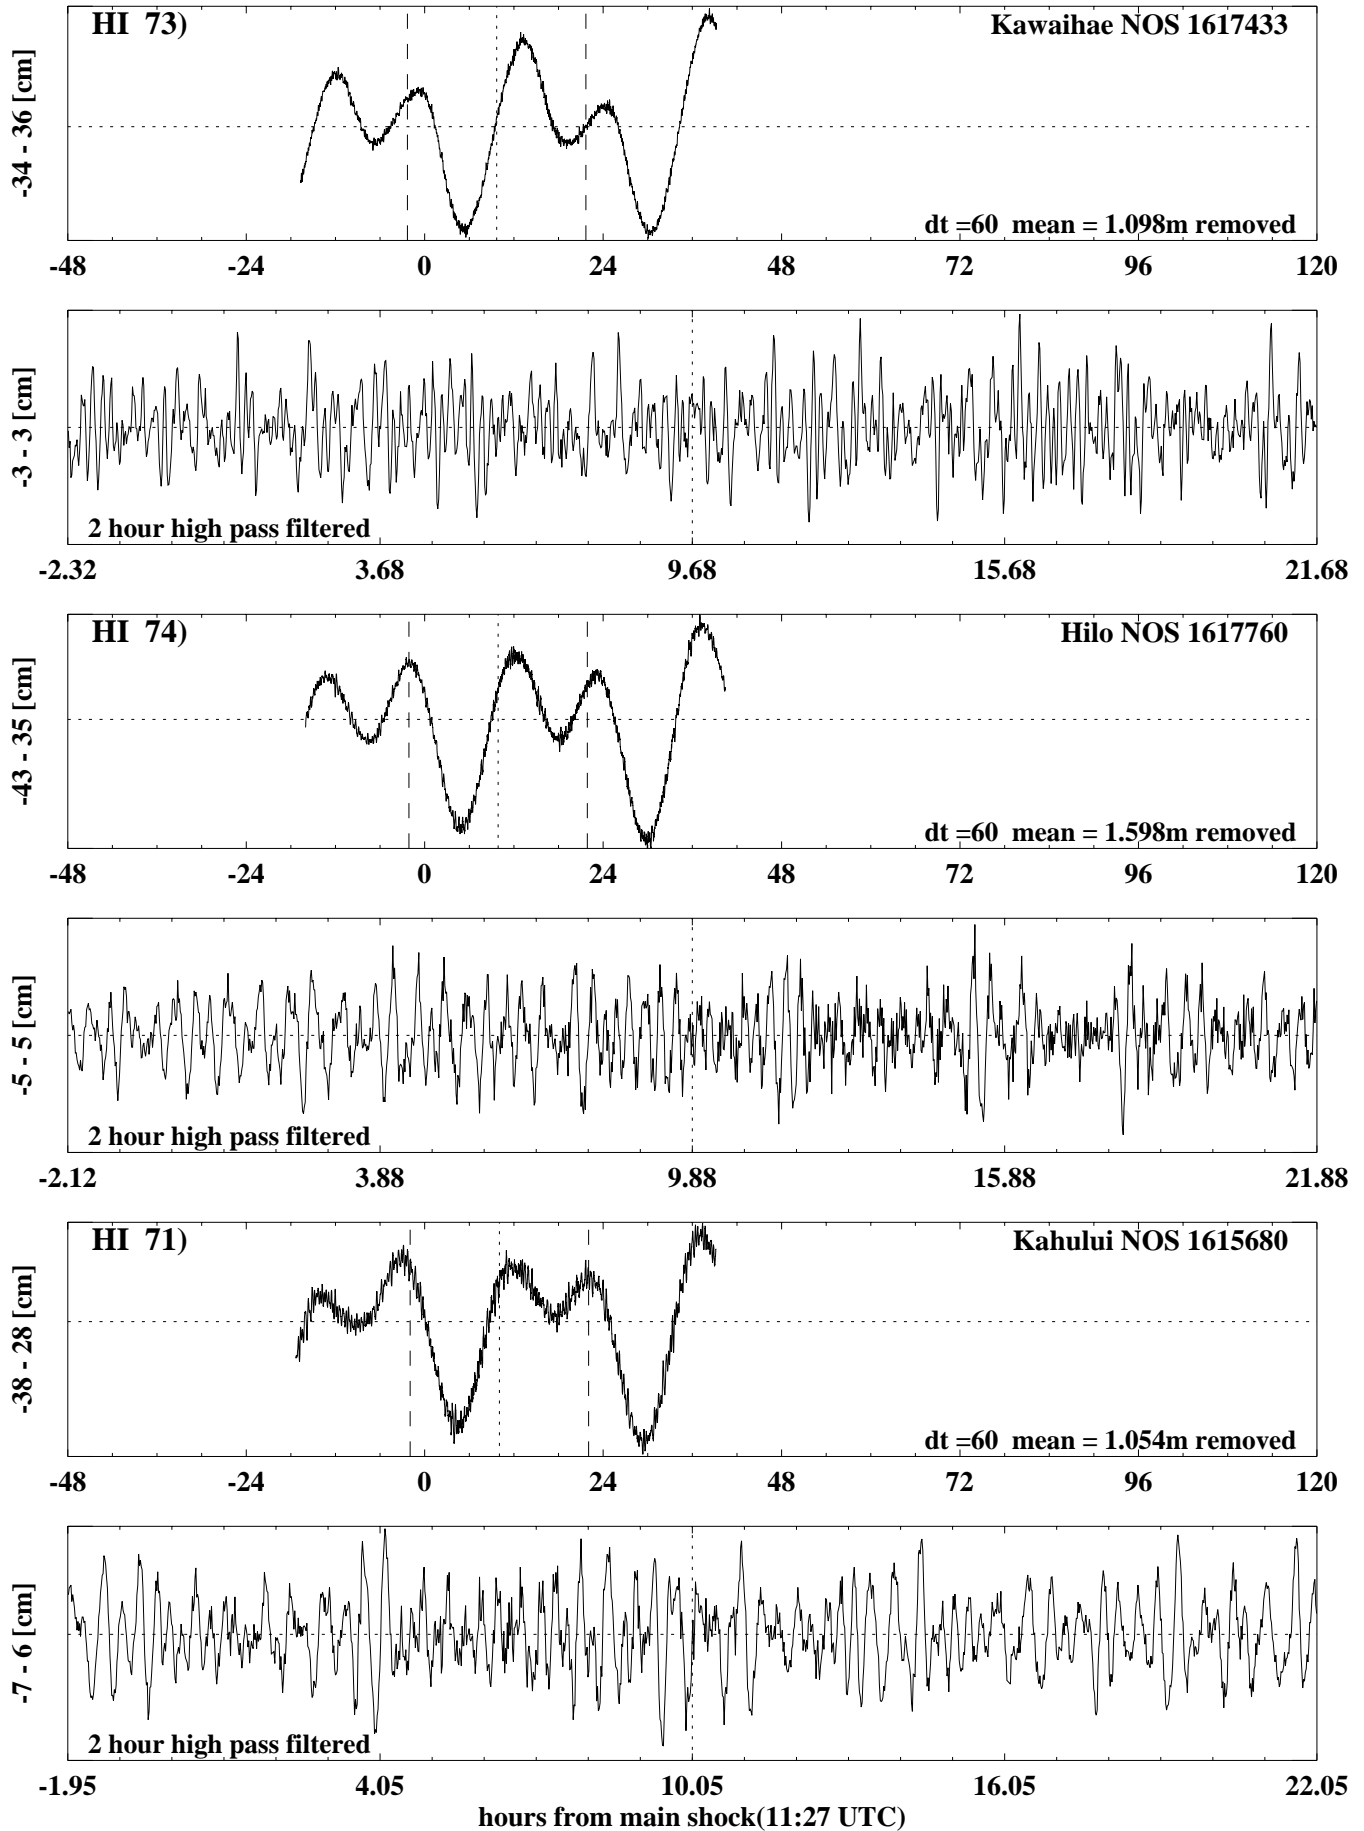 HI 73)
Kawaihae NOS 1617433
-34 - 36 [cm]
dt =60 mean = 1.098m removed
-48 -24 0 24 48 72 96 120
-3 - 3 [cm]
2 hour high pass filtered
-2.32 3.68 9.68 15.68 21.68
HI 74)
Hilo NOS 1617760
-43 - 35 [cm]
dt =60 mean = 1.598m removed
-48 -24 0 24 48 72 96 120
-5 - 5 [cm]
2 hour high pass filtered
-2.12 3.88 9.88 15.88 21.88
HI 71)
Kahului NOS 1615680
-38 - 28 [cm]
dt =60 mean = 1.054m removed
-48 -24 0 24 48 72 96 120
-7 - 6 [cm]
2 hour high pass filtered
-1.95 4.05 10.05 16.05 22.05
hours from main shock(11:27 UTC)